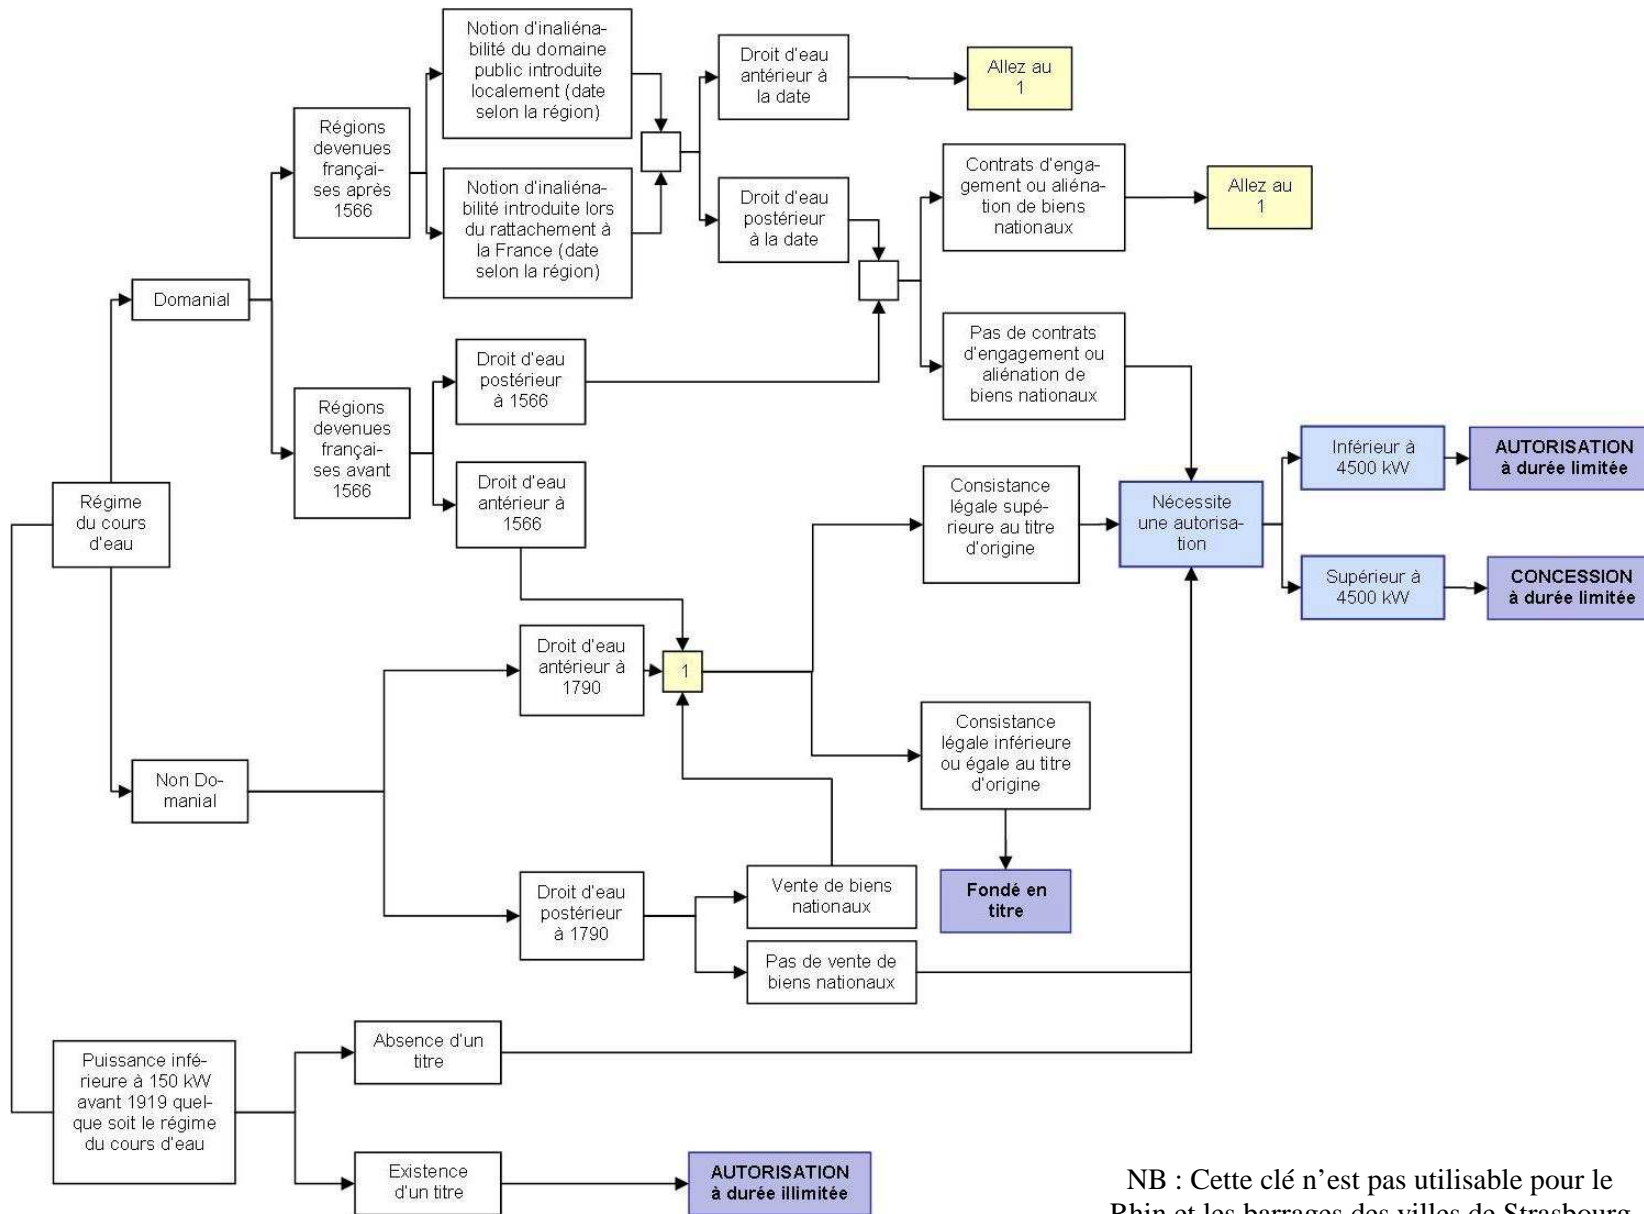 Notion d'inaliéna-
bilité du domaine
public introduite
localement (date
selon la région)
Droit d'eau
antérieur à
la date
Allez au
1
Régions
devenues
françai-
ses après
1566
Notion d'inaliéna-
bilité introduite lors
du rattachement à
la France (date
selon la région)
Droit d'eau
postérieur
à la date
Contrats d'enga-
gement ou aliéna-
tion de biens
nationaux
Allez au
1
Domanial
Pas de contrats
d'engagement ou
aliénation de
biens nationaux
Droit d'eau
postérieur
à 1566
Régions
devenues
françai-
ses avant
1566
Droit d'eau
antérieur à
1566
Régime
du cours
d'eau
Consistance
légale supé-
rieure au titre
d'origine
Nécessite
une autorisa-
tion
Inférieur à
4500 kW
AUTORISATION
à durée limitée
Supérieur à
4500 kW
CONCESSION
à durée limitée
Droit d'eau
antérieur à
1790
1
Consistance
légale inférieure
ou égale au titre
d'origine
Non Do-
manial
Fondé en
titre
Droit d'eau
postérieur
à 1790
Vente de biens
nationaux
Pas de vente de
biens nationaux
Puissance infé-
rieure à 150 kW
avant 1919 quel-
que soit le régime
du cours d'eau
Absence d'un
titre
Existence
d'un titre
AUTORISATION
à durée illimitée
NB : Cette clé n'est pas utilisable pour le
Rhin et les barrages des villes de Strasbourg